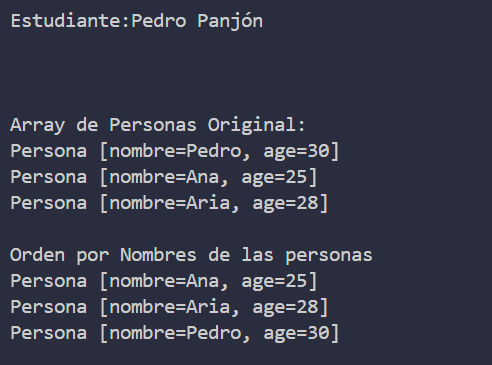 Estudiante:Pedro Panjón
Array de Personas Original:
Persona [nombre=Pedro, age=30]
Persona [nombre=Ana, age=25]
Persona [nombre=Aria, age=28]
Orden por Nombres de las personas
Persona [nombre=Ana, age=25]
Persona [nombre=Aria, age=28]
Persona [nombre=Pedro, age=30]